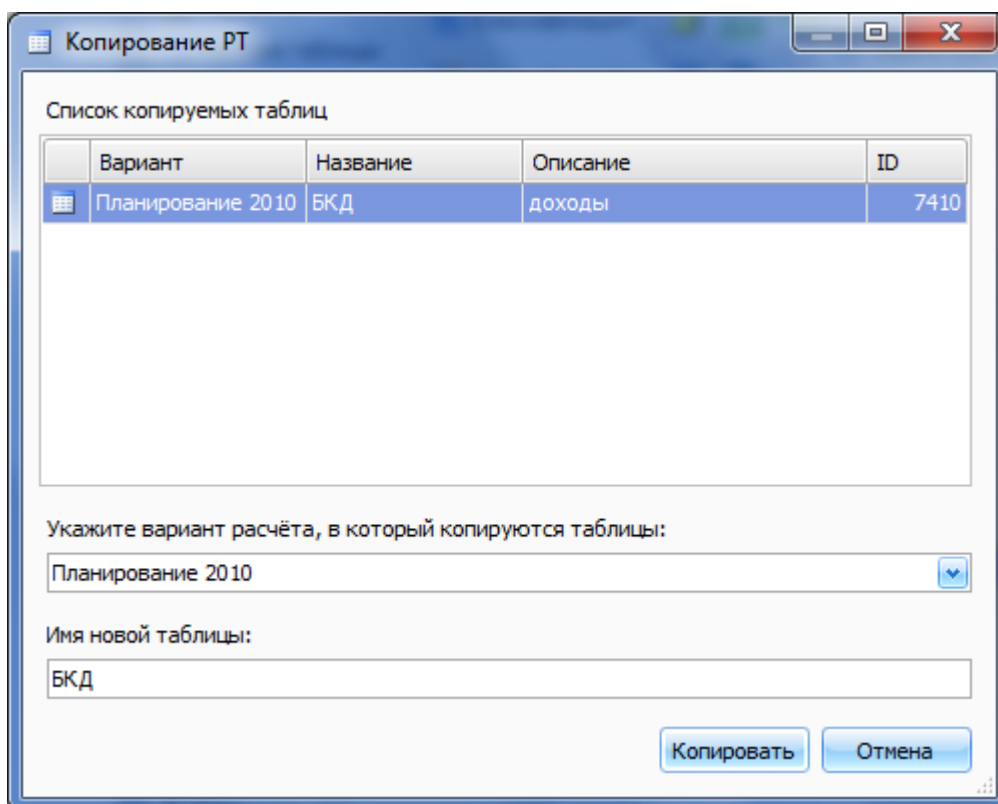 Копирование РТ
Список копируемых таблиц
Вариант Название Описание ID
Планирование 2010 БКД доходы 7410
Укажите вариант расчёта, в который копируются таблицы:
Планирование 2010
Имя новой таблицы:
БКД
Копировать Отмена